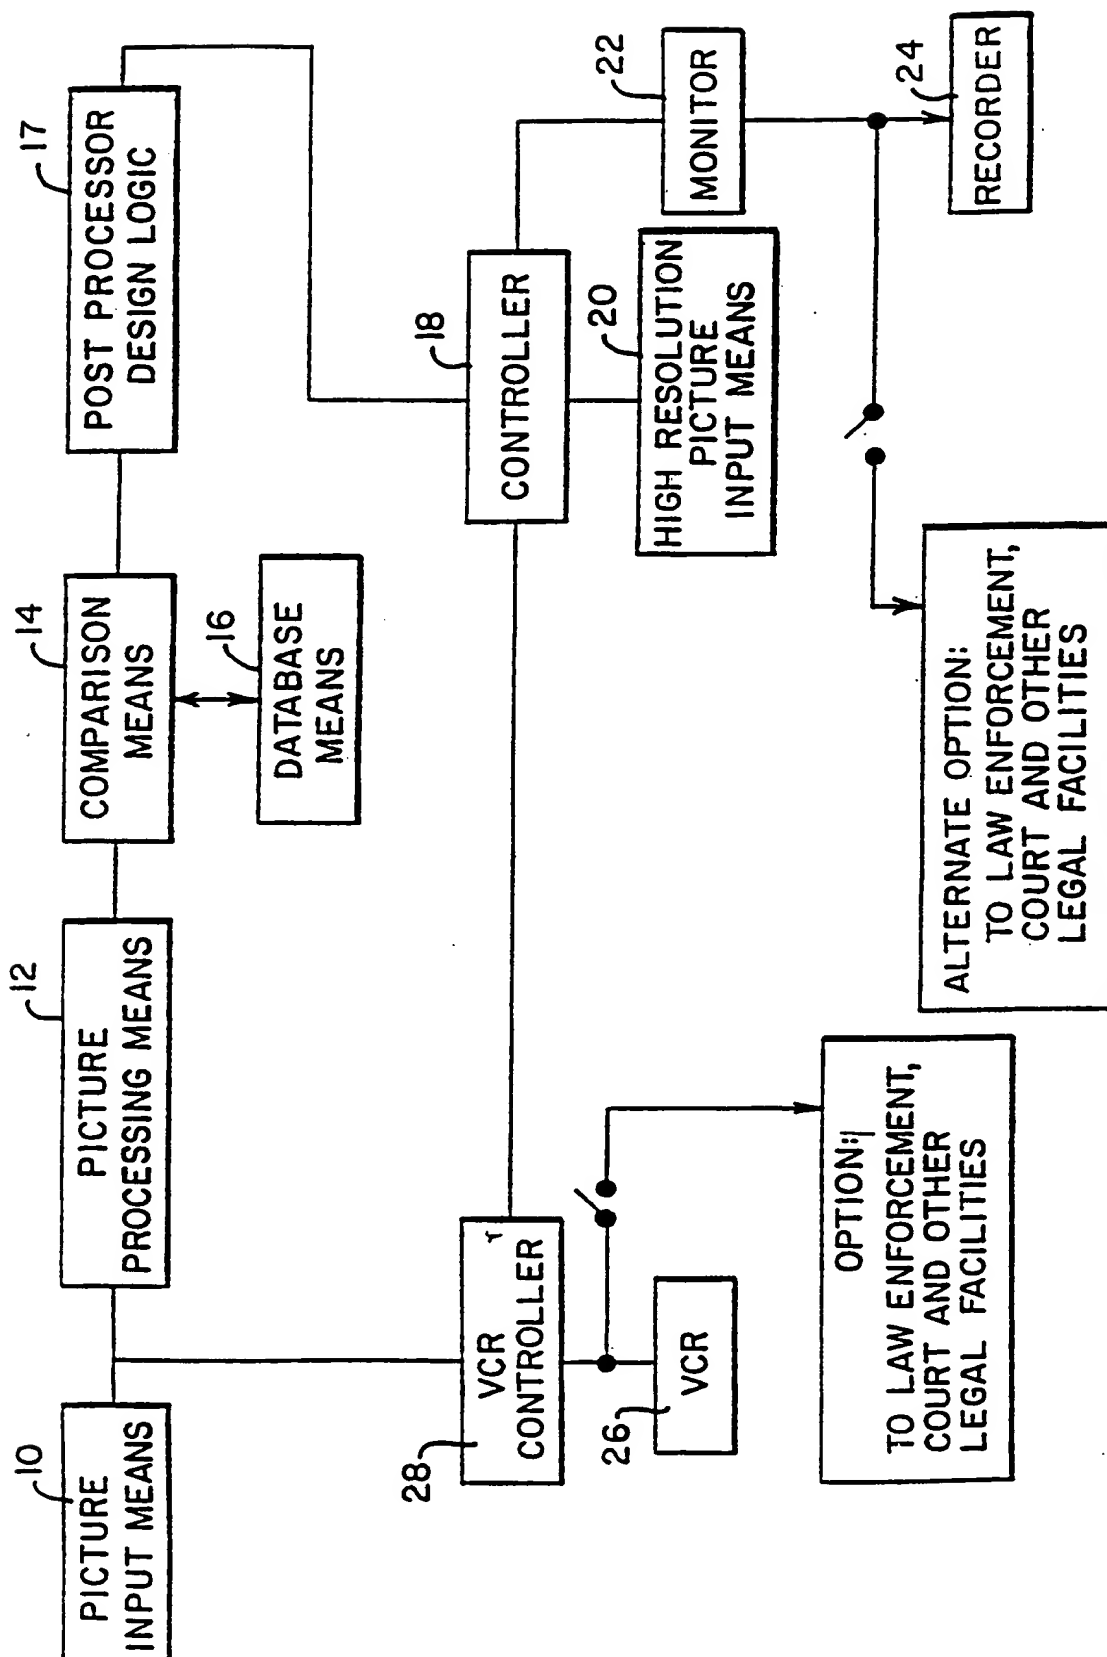 10
PICTURE
INPUT MEANS
12
PICTURE
PROCESSING MEANS
14
COMPARISON
MEANS
16
DATABASE
MEANS
17
POST PROCESSOR
DESIGN LOGIC
28
VCR
CONTROLLER
26
VCR
18
CONTROLLER
20
HIGH RESOLUTION
PICTURE
INPUT MEANS
22
MONITOR
24
RECORDER
OPTION:
TO LAW ENFORCEMENT,
COURT AND OTHER
LEGAL FACILITIES
ALTERNATE OPTION:
TO LAW ENFORCEMENT,
COURT AND OTHER
LEGAL FACILITIES